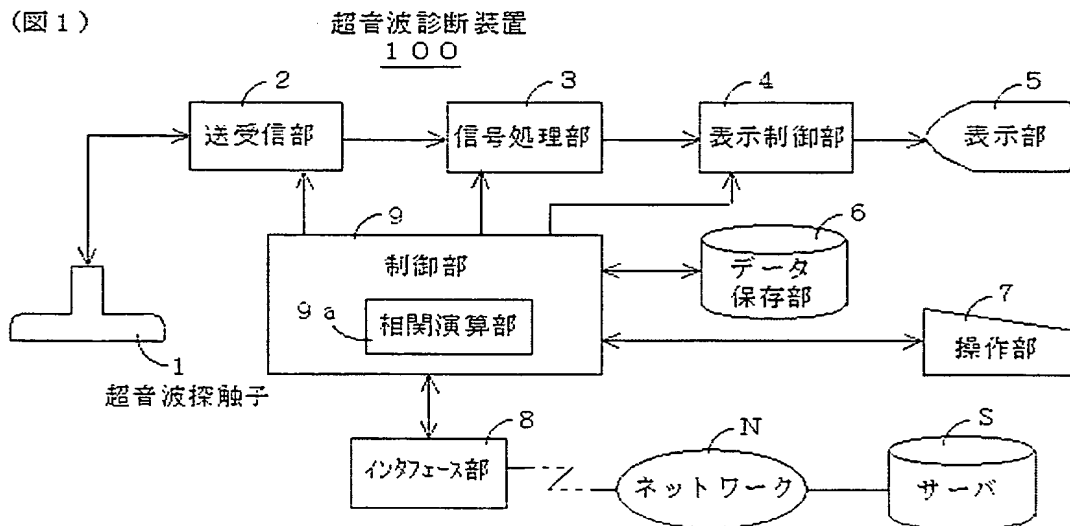 (図1)
超音波診断装置
100
2
3
4
5
送受信部
信号処理部
表示制御部
表示部
9
6
制御部
データ
保存部
9a
相関演算部
7
操作部
1
超音波探触子
8
N
S
インタフェース部
ネットワーク
サーバ